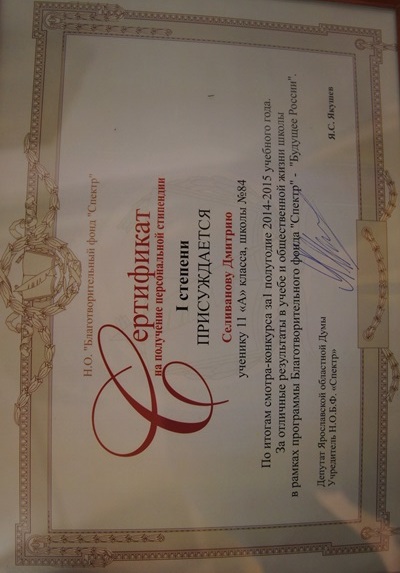 Н.О. "Благотворительный фонд "Спектр"
Сертификат
на получение персональной стипендии
I степени
ПРИСУЖДАЕТСЯ
Селиванову Дмитрию
ученику 11 «А» класса, школы №84
По итогам смотра-конкурса за1 полугодие 2014-2015 учебного года.
За отличные результаты в учебе и общественной жизни школы
в рамках программы Благотворительного фонда "Спектр" - "Будущее России".
Депутат Ярославской областной Думы
Учредитель Н.О.Б.Ф. «Спектр»
Я.С. Якушев